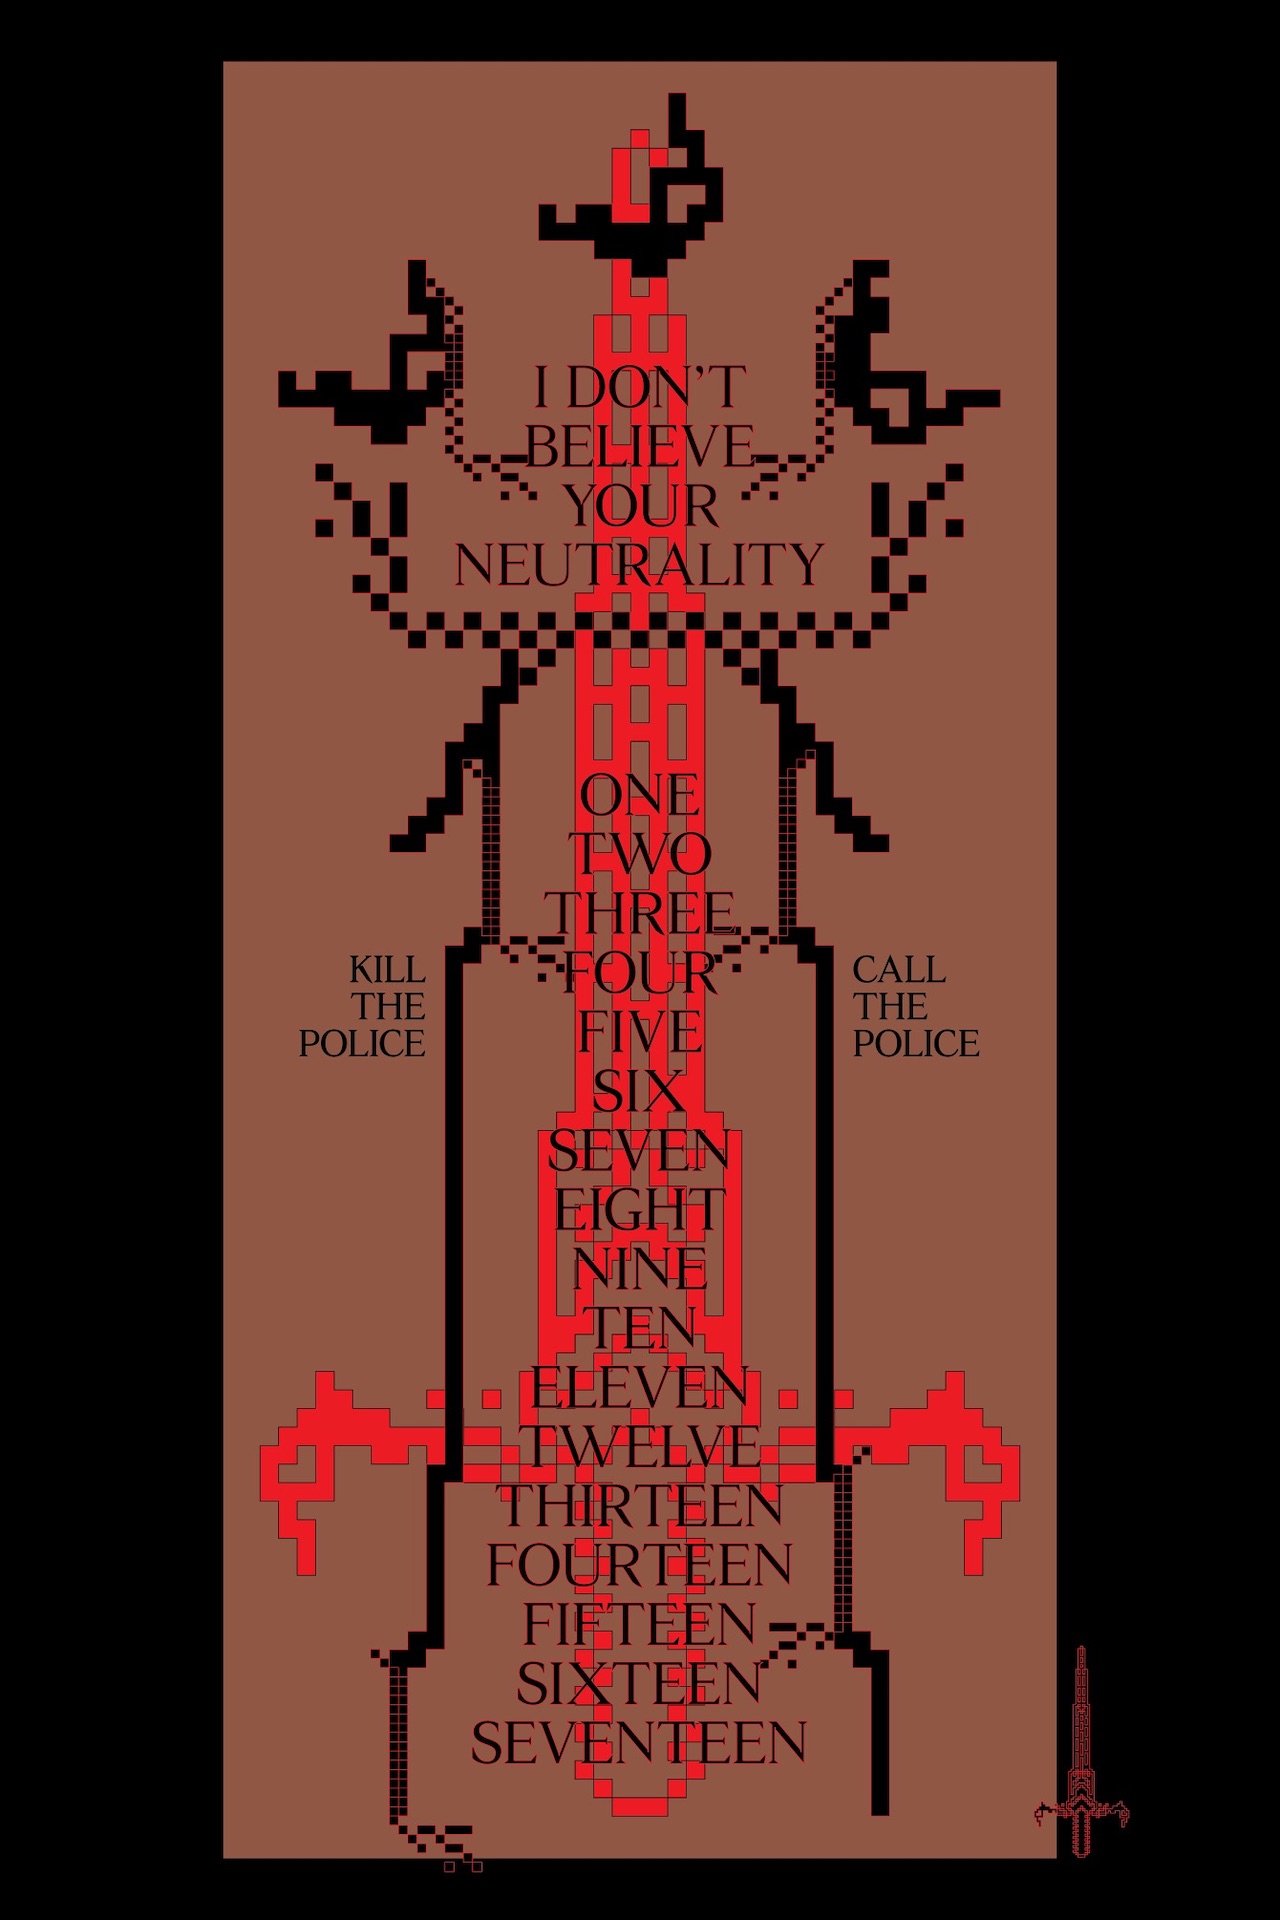 I DON’T
BELIEVE
YOUR
NEUTRALITY
ONE
TWO
THREE
FOUR
FIVE
SIX
SEVEN
EIGHT
NINE
TEN
ELEVEN
TWELVE
THIRTEEN
FOURTEEN
FIFTEEN
SIXTEEN
SEVENTEEN
KILL
THE
POLICE
CALL
THE
POLICE